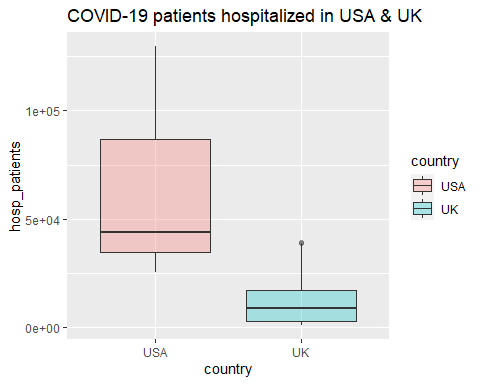 COVID-19 patients hospitalized in USA & UK
hosp_patients
1e+05
5e+04
0e+00
USA
UK
country
country
USA
UK